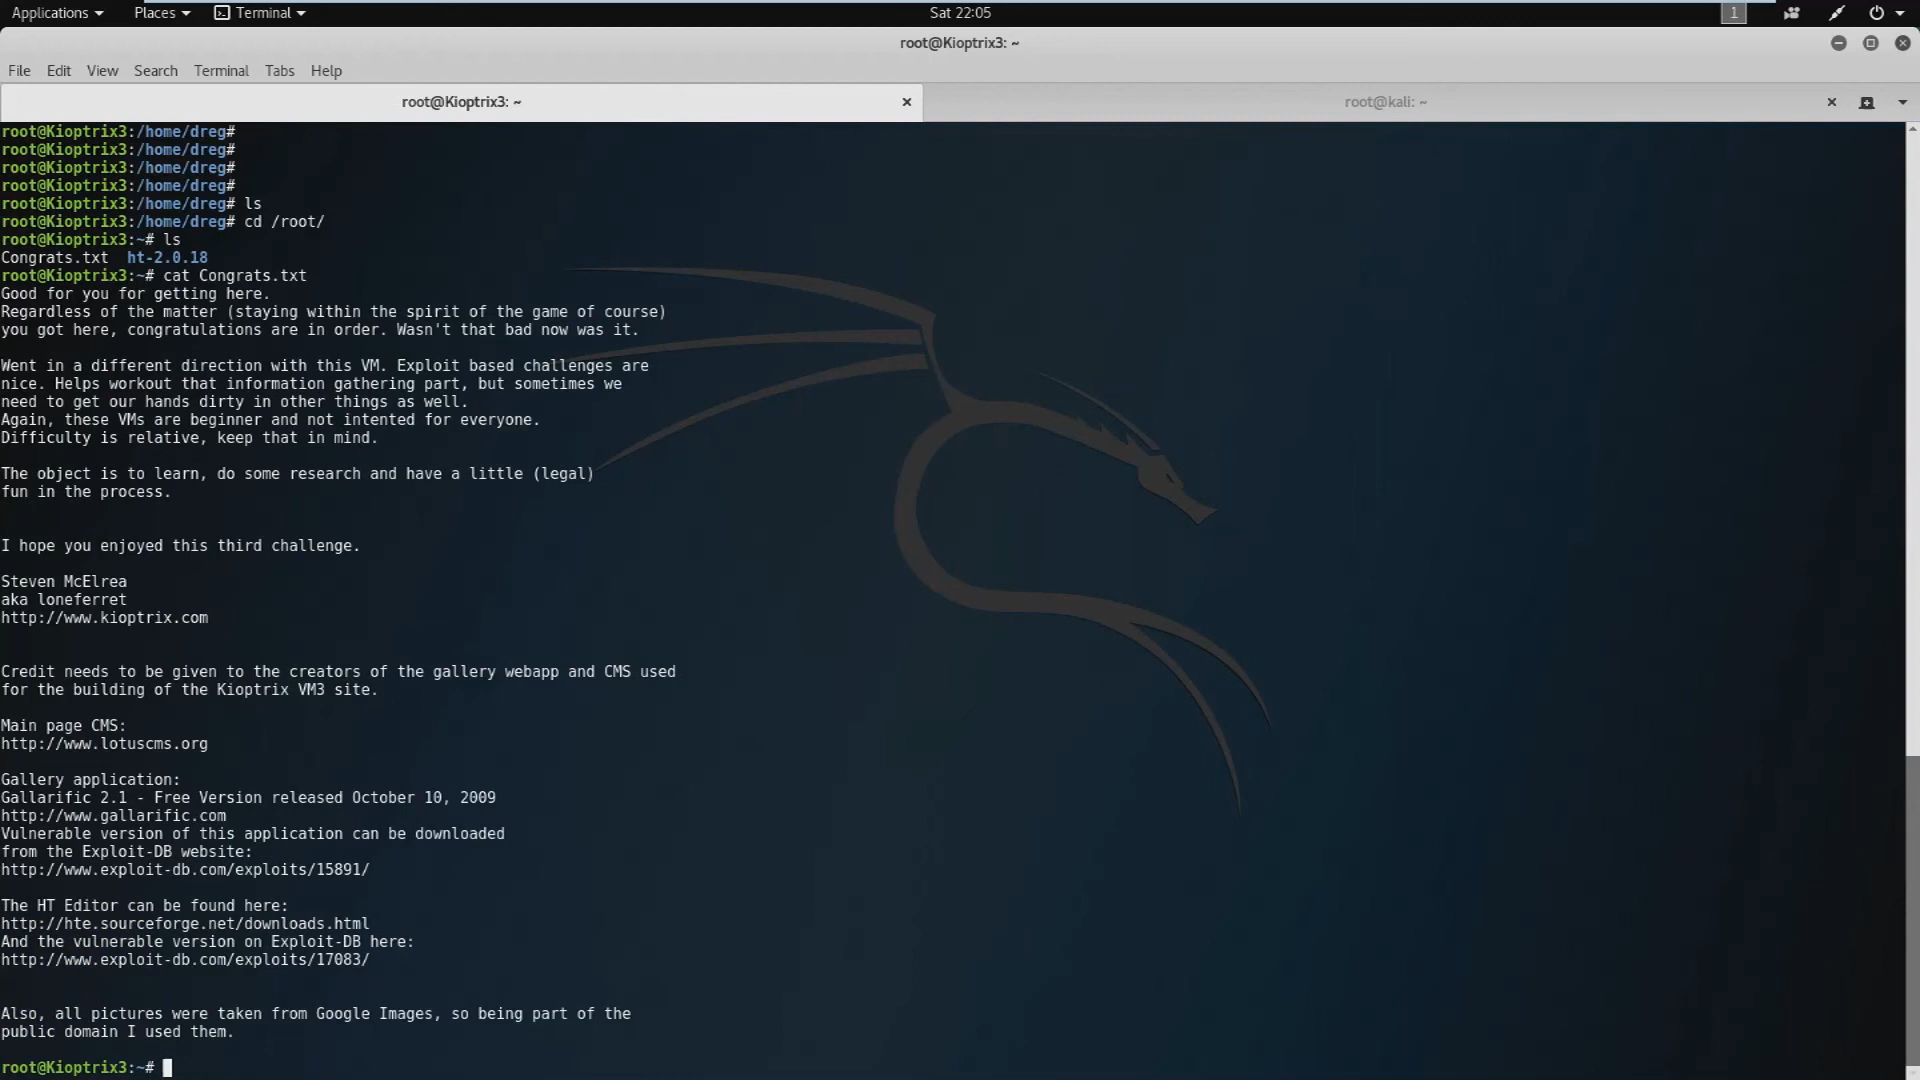 Applications Places Terminal Sat 22:05 1
root@Kioptrix3: ~
File Edit View Search Terminal Tabs Help
root@Kioptrix3: ~ root@kali: ~
root@Kioptrix3:/home/dreg#
root@Kioptrix3:/home/dreg#
root@Kioptrix3:/home/dreg#
root@Kioptrix3:/home/dreg#
root@Kioptrix3:/home/dreg# ls
root@Kioptrix3:/home/dreg# cd /root/
root@Kioptrix3:~# ls
Congrats.txt  ht-2.0.18
root@Kioptrix3:~# cat Congrats.txt
Good for you for getting here.
Regardless of the matter (staying within the spirit of the game of course)
you got here, congratulations are in order. Wasn't that bad now was it.
Went in a different direction with this VM. Exploit based challenges are
nice. Helps workout that information gathering part, but sometimes we
need to get our hands dirty in other things as well.
Again, these VMs are beginner and not intented for everyone.
Difficulty is relative, keep that in mind.
The object is to learn, do some research and have a little (legal)
fun in the process.
I hope you enjoyed this third challenge.
Steven McElrea
aka loneferret
http://www.kioptrix.com
Credit needs to be given to the creators of the gallery webapp and CMS used
for the building of the Kioptrix VM3 site.
Main page CMS:
http://www.lotuscms.org
Gallery application:
Gallarific 2.1 - Free Version released October 10, 2009
http://www.gallarific.com
Vulnerable version of this application can be downloaded
from the Exploit-DB website:
http://www.exploit-db.com/exploits/15891/
The HT Editor can be found here:
http://hte.sourceforge.net/downloads.html
And the vulnerable version on Exploit-DB here:
http://www.exploit-db.com/exploits/17083/
Also, all pictures were taken from Google Images, so being part of the
public domain I used them.
root@Kioptrix3:~#